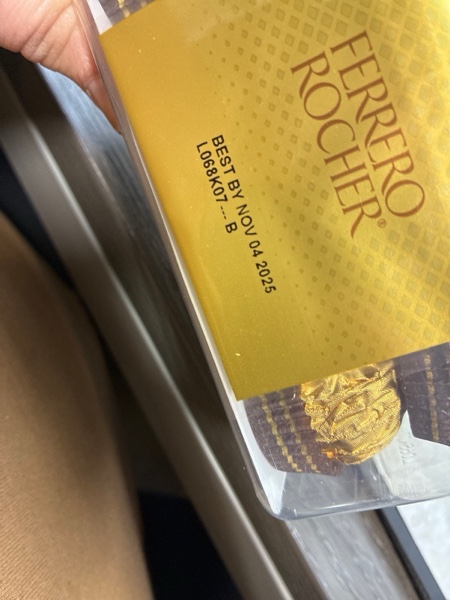 FERRERO
ROCHER®
BEST BY NOV 04 2025
L068K07--- B